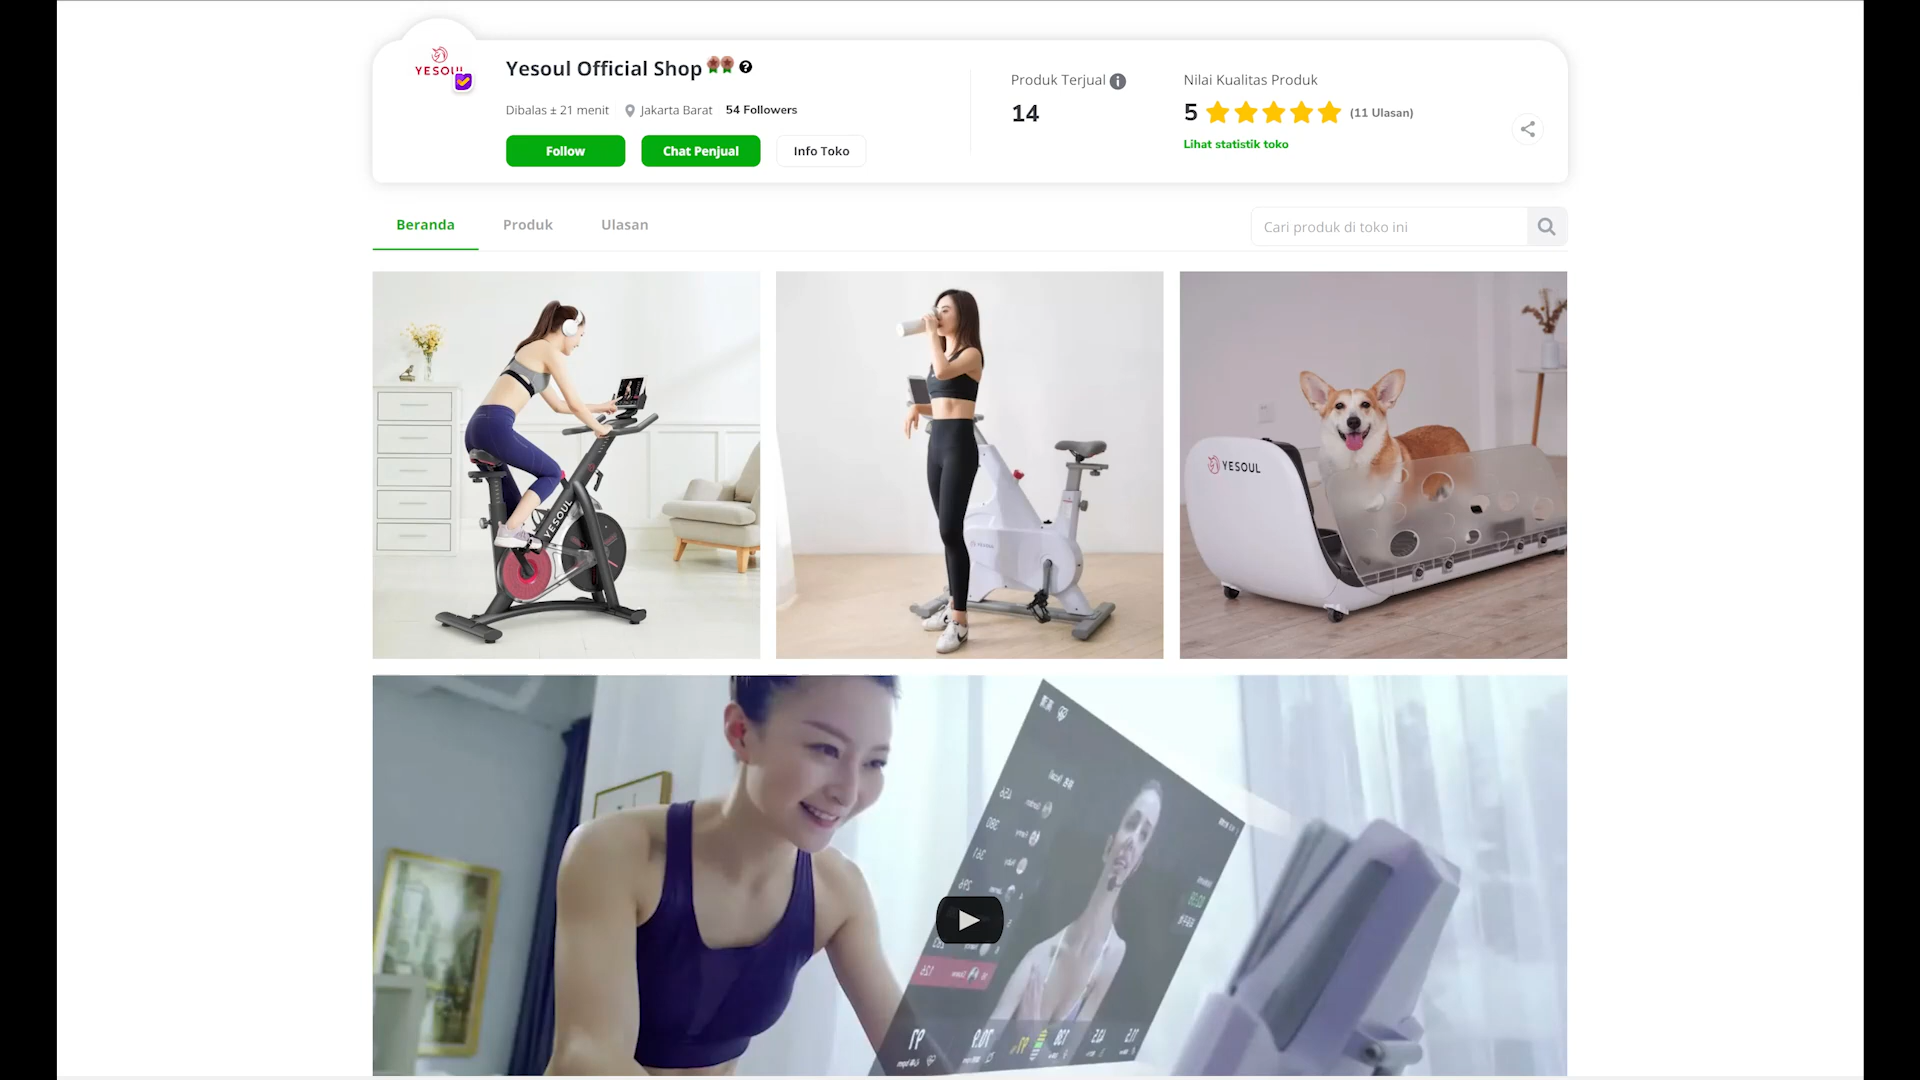 YESOUL
Yesoul Official Shop
Dibalas ± 21 menit
Jakarta Barat
54 Followers
Follow
Chat Penjual
Info Toko
Produk Terjual
14
Nilai Kualitas Produk
5
(11 Ulasan)
Lihat statistik toko
Beranda
Produk
Ulasan
Cari produk di toko ini
YESOUL
YESOUL